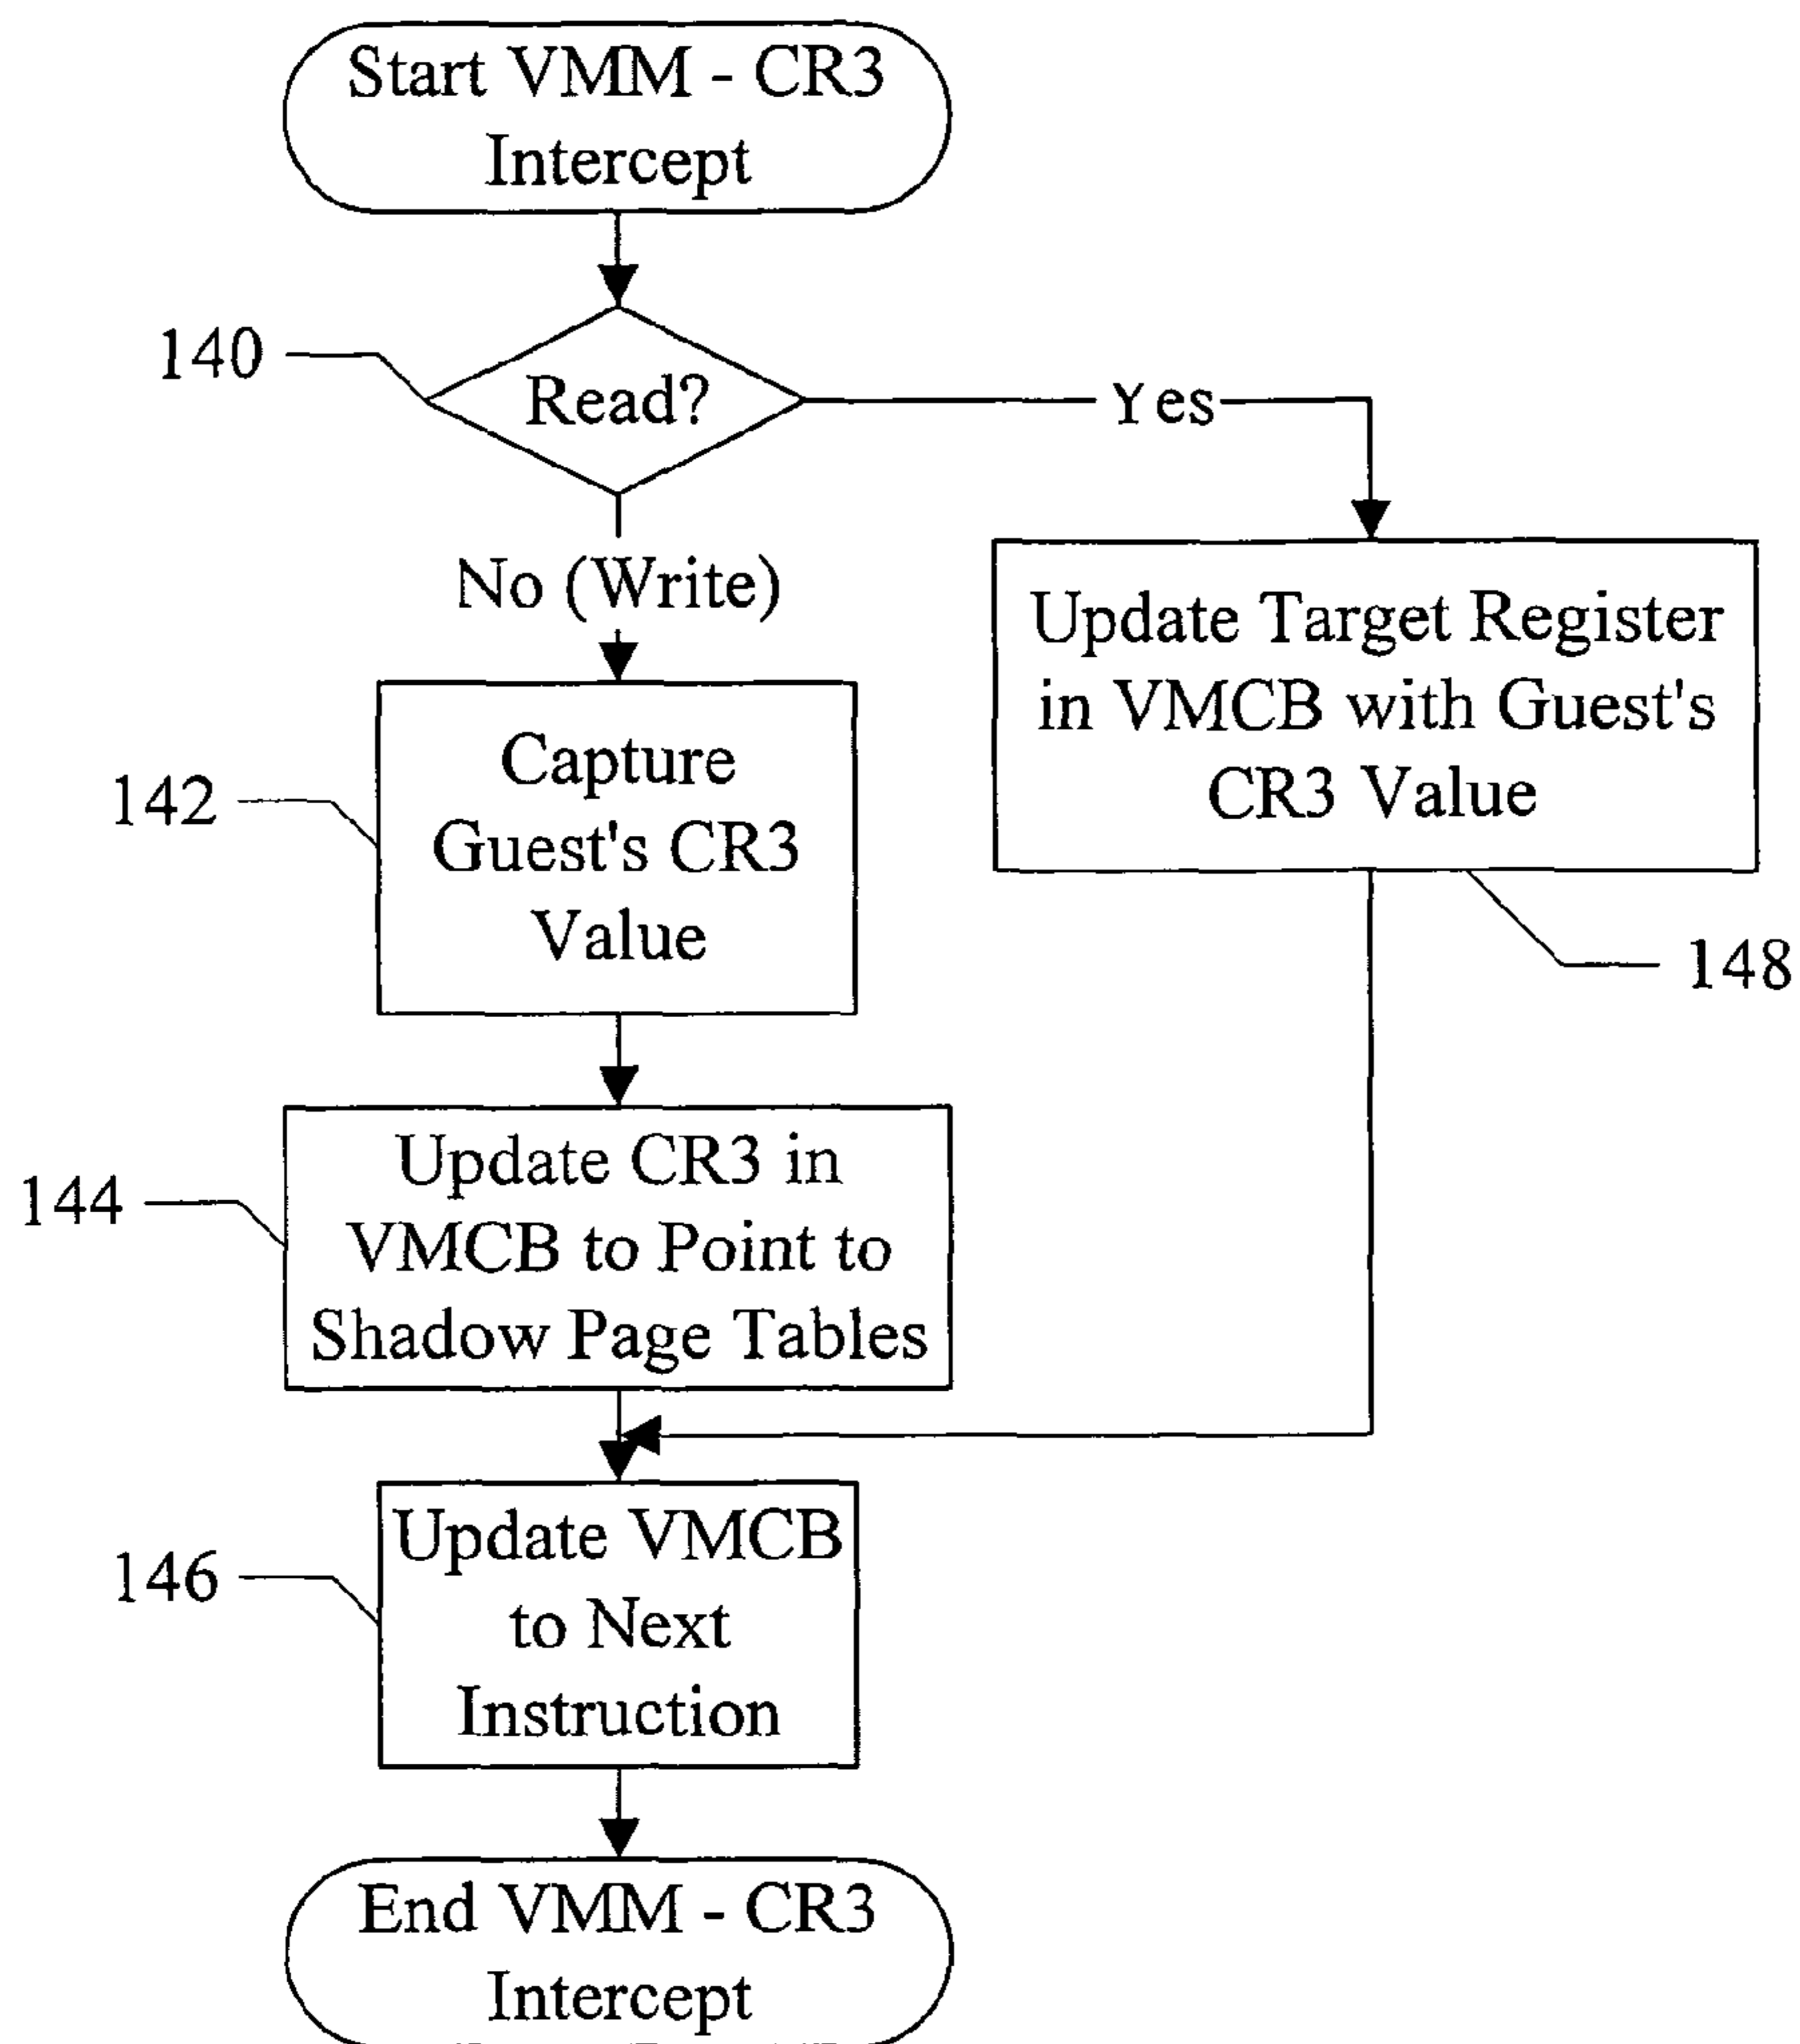 Start VMM - CR3
Intercept
140
Read?
Yes
No (Write)
Update Target Register
in VMCB with Guest's
CR3 Value
148
142
Capture
Guest's CR3
Value
144
Update CR3 in
VMCB to Point to
Shadow Page Tables
146
Update VMCB
to Next
Instruction
End VMM - CR3
Intercept